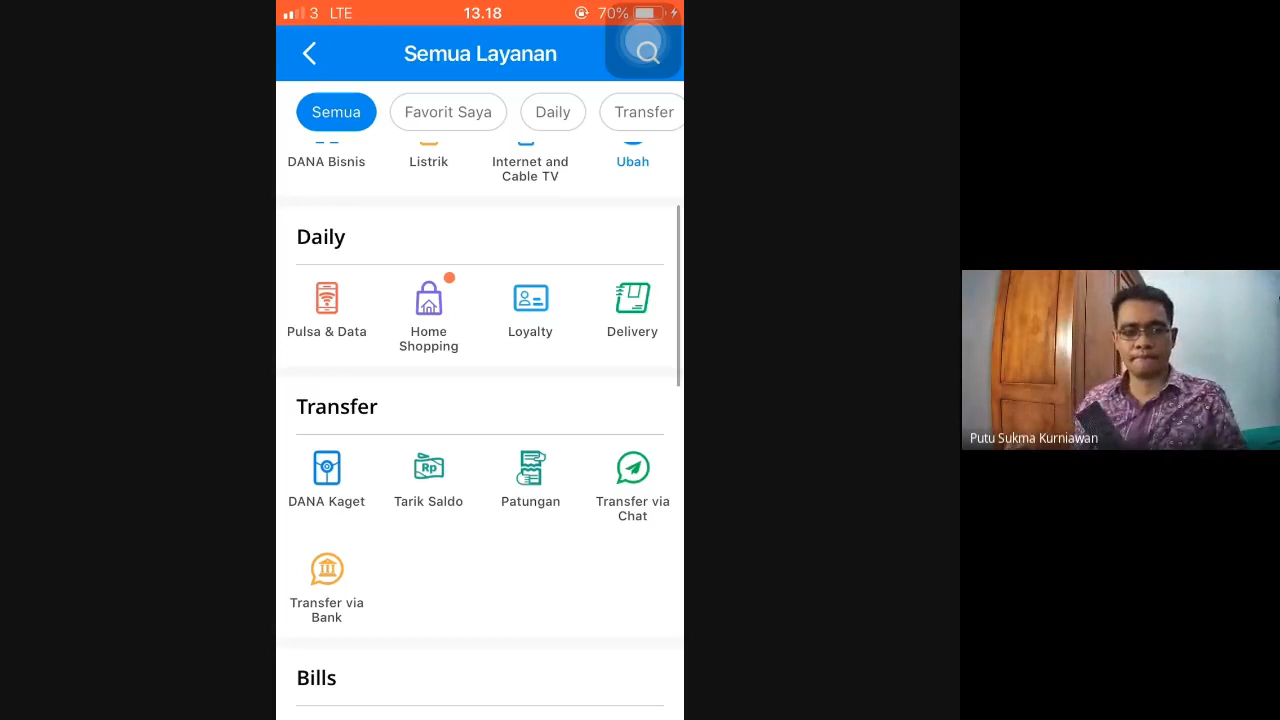 3 LTE 13.18 70%
Semua Layanan
Semua Favorit Saya Daily Transfer
DANA Bisnis Listrik Internet and Cable TV Ubah
Daily
Pulsa & Data Home Shopping Loyalty Delivery
Transfer
DANA Kaget Tarik Saldo Patungan Transfer via Chat
Rp
Transfer via Bank
Bills
Putu Sukma Kurniawan